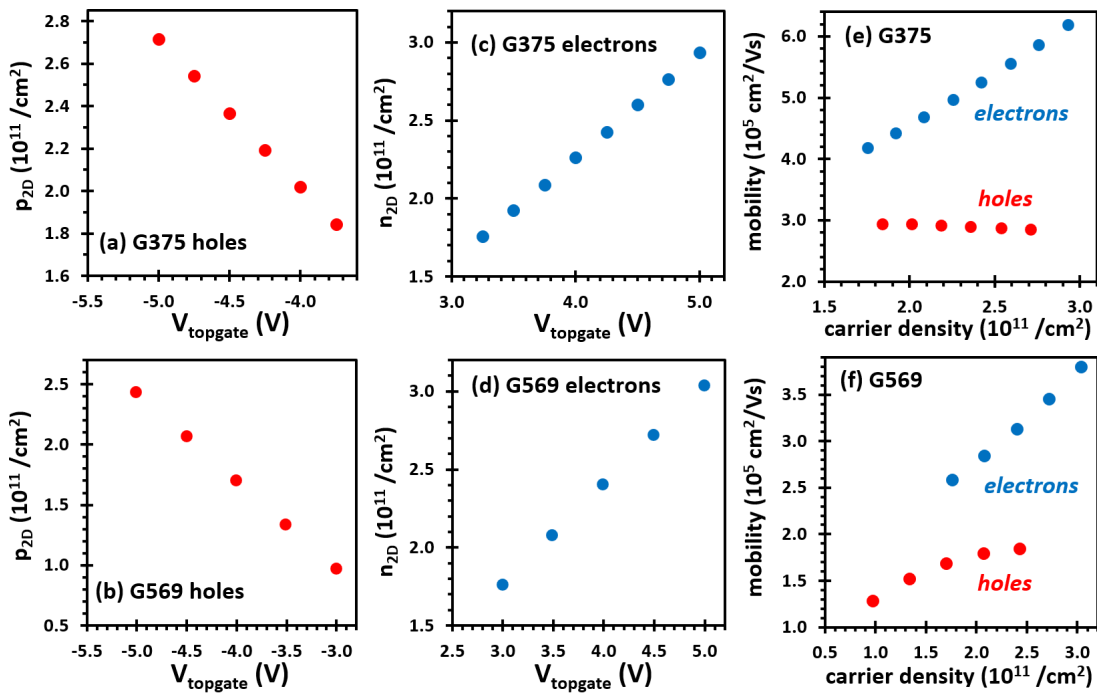 2.8
2.6
2.4
2.2
2.0
1.8
1.6
p2D (10^11 /cm^2)
(a) G375 holes
-5.5 -5.0 -4.5 -4.0
Vtopgate (V)
3.0
2.5
2.0
1.5
n2D (10^11 /cm^2)
(c) G375 electrons
3.0 4.0 5.0
Vtopgate (V)
6.0
5.0
4.0
3.0
2.0
mobility (10^5 cm^2/Vs)
(e) G375
electrons
holes
1.5 2.0 2.5 3.0
carrier density (10^11 /cm^2)
2.5
2.0
1.5
1.0
0.5
p2D (10^11 /cm^2)
(b) G569 holes
-5.5 -5.0 -4.5 -4.0 -3.5 -3.0
Vtopgate (V)
3.0
2.5
2.0
1.5
n2D (10^11 /cm^2)
(d) G569 electrons
2.5 3.0 3.5 4.0 4.5 5.0
Vtopgate (V)
3.5
3.0
2.5
2.0
1.5
1.0
mobility (10^5 cm^2/Vs)
(f) G569
electrons
holes
0.5 1.0 1.5 2.0 2.5 3.0
carrier density (10^11 /cm^2)